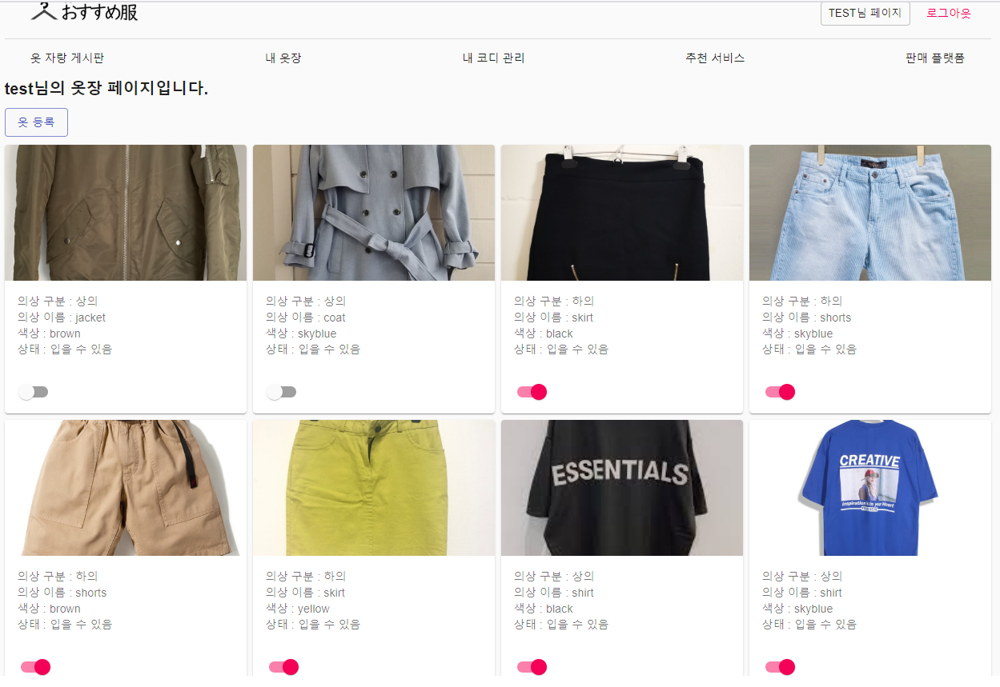 おすすめ服
TEST님 페이지
로그아웃
옷 자랑 게시판
내 옷장
내 코디 관리
추천 서비스
판매 플랫폼
test님의 옷장 페이지입니다.
옷 등록
의상 구분 : 상의
의상 이름 : jacket
색상 : brown
상태 : 입을 수 있음
의상 구분 : 상의
의상 이름 : coat
색상 : skyblue
상태 : 입을 수 있음
의상 구분 : 하의
의상 이름 : skirt
색상 : black
상태 : 입을 수 있음
의상 구분 : 하의
의상 이름 : shorts
색상 : skyblue
상태 : 입을 수 있음
의상 구분 : 하의
의상 이름 : shorts
색상 : brown
상태 : 입을 수 있음
의상 구분 : 하의
의상 이름 : skirt
색상 : yellow
상태 : 입을 수 있음
ESSENTIALS
의상 구분 : 상의
의상 이름 : shirt
색상 : black
상태 : 입을 수 있음
CREATIVE
Inspiration is in your Heart
의상 구분 : 상의
의상 이름 : shirt
색상 : skyblue
상태 : 입을 수 있음